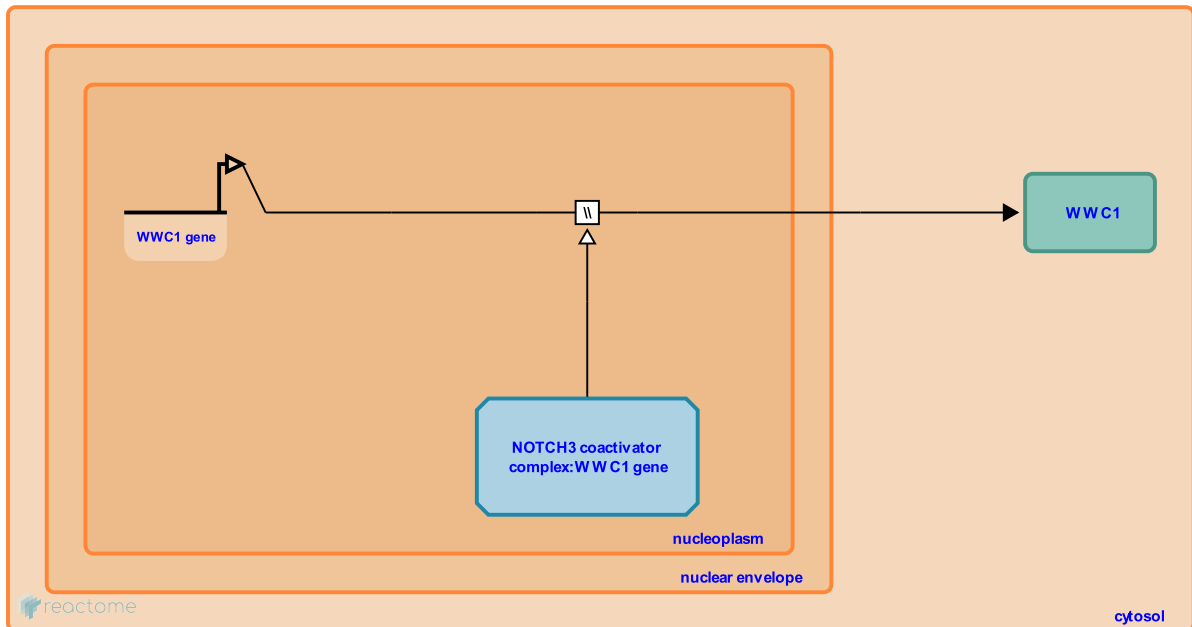 WWC1 gene
\\
WWC1
NOTCH3 coactivator
complex:WWC1 gene
nucleoplasm
nuclear envelope
reactome
cytosol